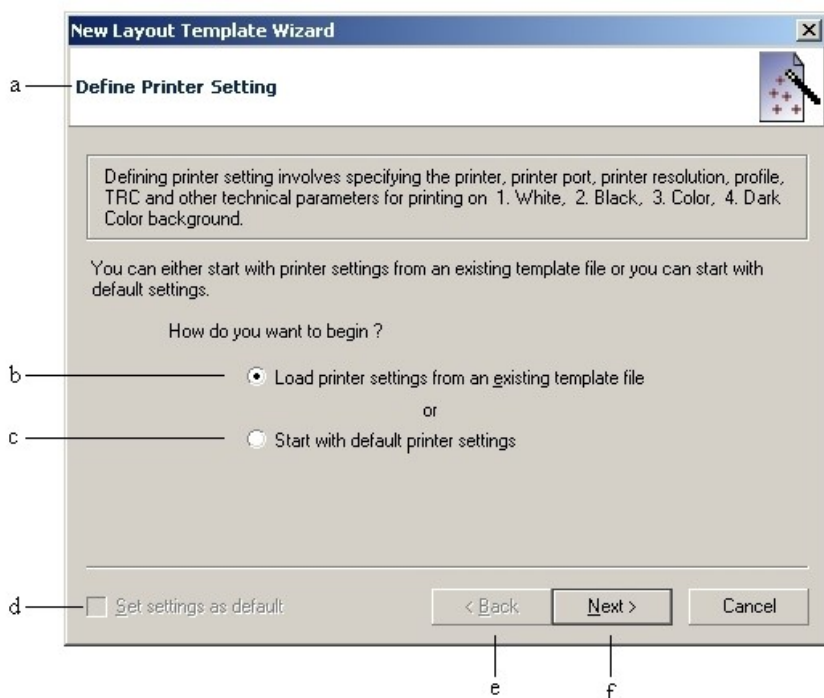 New Layout Template Wizard
a
Define Printer Setting
Defining printer setting involves specifying the printer, printer port, printer resolution, profile,
TRC and other technical parameters for printing on 1. White, 2. Black, 3. Color, 4. Dark
Color background.
You can either start with printer settings from an existing template file or you can start with
default settings.
How do you want to begin ?
b
Load printer settings from an existing template file
or
c
Start with default printer settings
d
Set settings as default
< Back
Next >
Cancel
e
f